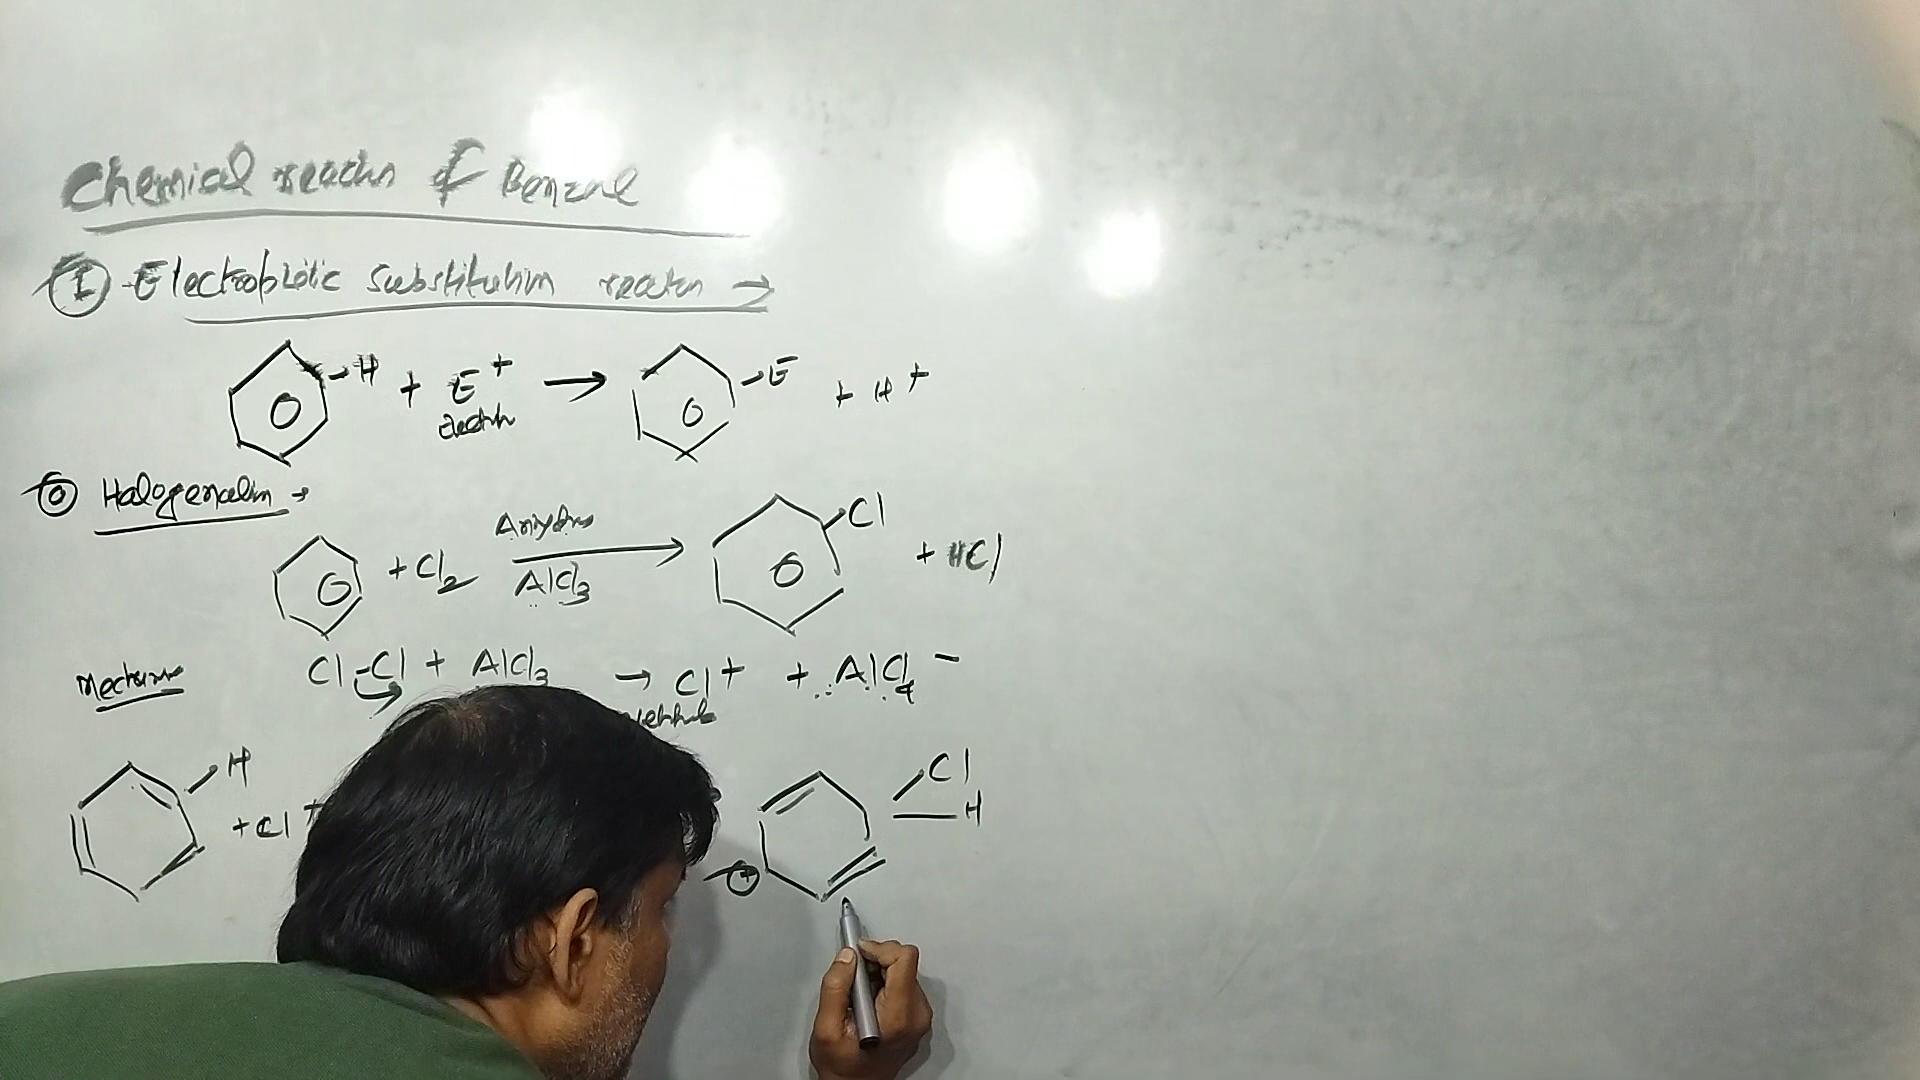 Chemical reactn of Benzene
I Electrophilic substitution reactn →
H + E+ → E + H+
Halogenation →
+ Cl2 Anhydrous AlCl3 → Cl + HCl
Mechanism Cl-Cl + AlCl3 → Cl+ + AlCl4 -
H + Cl+ Cl H +